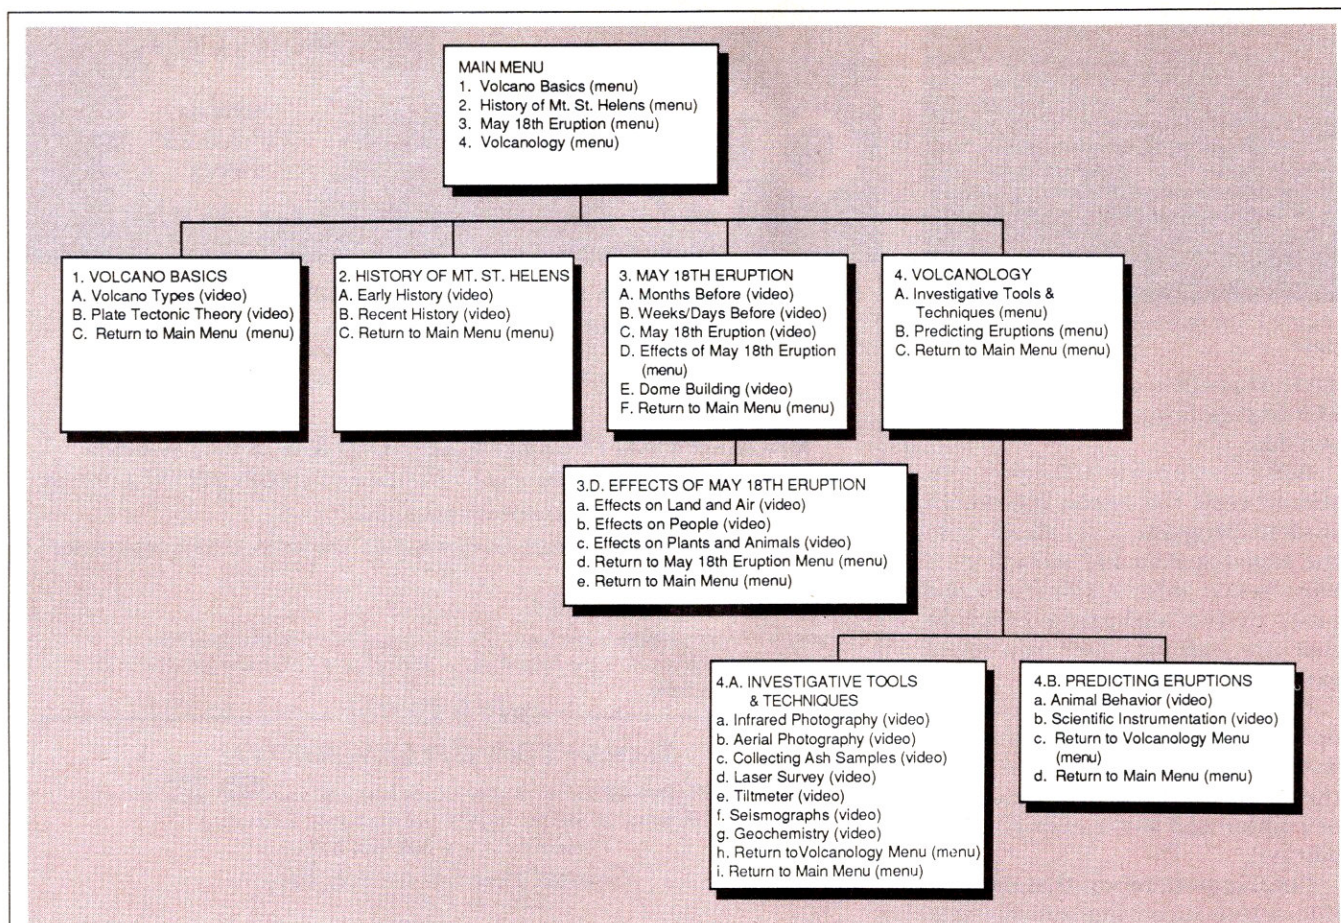 MAIN MENU
1. Volcano Basics (menu)
2. History of Mt. St. Helens (menu)
3. May 18th Eruption (menu)
4. Volcanology (menu)
1. VOLCANO BASICS
A. Volcano Types (video)
B. Plate Tectonic Theory (video)
C. Return to Main Menu (menu)
2. HISTORY OF MT. ST. HELENS
A. Early History (video)
B. Recent History (video)
C. Return to Main Menu (menu)
3. MAY 18TH ERUPTION
A. Months Before (video)
B. Weeks/Days Before (video)
C. May 18th Eruption (video)
D. Effects of May 18th Eruption
(menu)
E. Dome Building (video)
F. Return to Main Menu (menu)
4. VOLCANOLOGY
A. Investigative Tools &
Techniques (menu)
B. Predicting Eruptions (menu)
C. Return to Main Menu (menu)
3.D. EFFECTS OF MAY 18TH ERUPTION
a. Effects on Land and Air (video)
b. Effects on People (video)
c. Effects on Plants and Animals (video)
d. Return to May 18th Eruption Menu (menu)
e. Return to Main Menu (menu)
4.A. INVESTIGATIVE TOOLS
& TECHNIQUES
a. Infrared Photography (video)
b. Aerial Photography (video)
c. Collecting Ash Samples (video)
d. Laser Survey (video)
e. Tiltmeter (video)
f. Seismographs (video)
g. Geochemistry (video)
h. Return toVolcanology Menu (menu)
i. Return to Main Menu (menu)
4.B. PREDICTING ERUPTIONS
a. Animal Behavior (video)
b. Scientific Instrumentation (video)
c. Return to Volcanology Menu
(menu)
d. Return to Main Menu (menu)